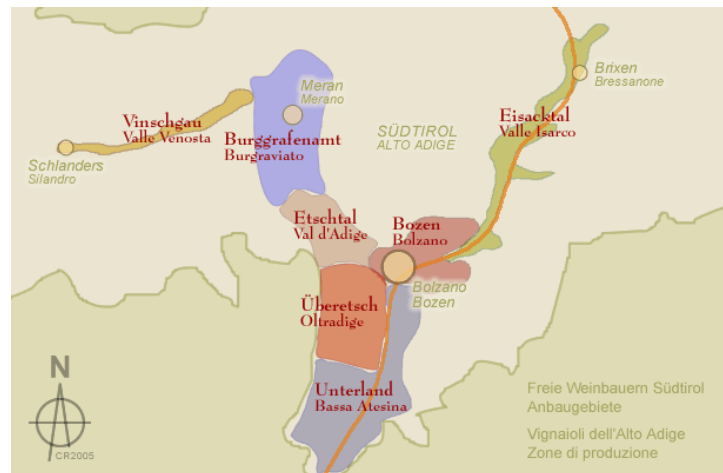 Meran
Merano
Brixen
Bressanone
Vinschgau
Valle Venosta
Eisacktal
Valle Isarco
SÜDTIROL
ALTO ADIGE
Burggrafenamt
Burgraviato
Schlanders
Silandro
Etschtal
Val d'Adige
Bozen
Bolzano
Bolzano
Bozen
Überetsch
Oltradige
Unterland
Bassa Atesina
N
CR2005
Freie Weinbauern Südtirol
Anbaugebiete
Vignaioli dell'Alto Adige
Zone di produzione